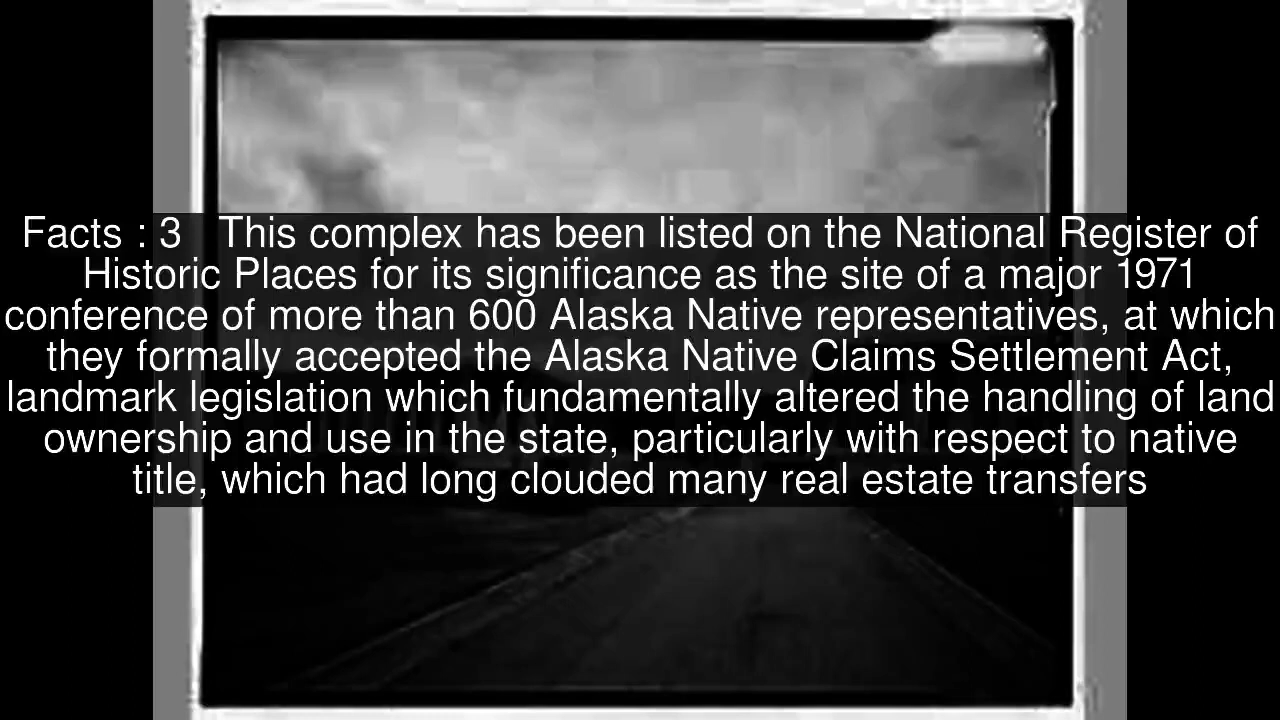 Facts : 3   This complex has been listed on the National Register of
Historic Places for its significance as the site of a major 1971
conference of more than 600 Alaska Native representatives, at which
they formally accepted the Alaska Native Claims Settlement Act,
landmark legislation which fundamentally altered the handling of land
ownership and use in the state, particularly with respect to native
title, which had long clouded many real estate transfers